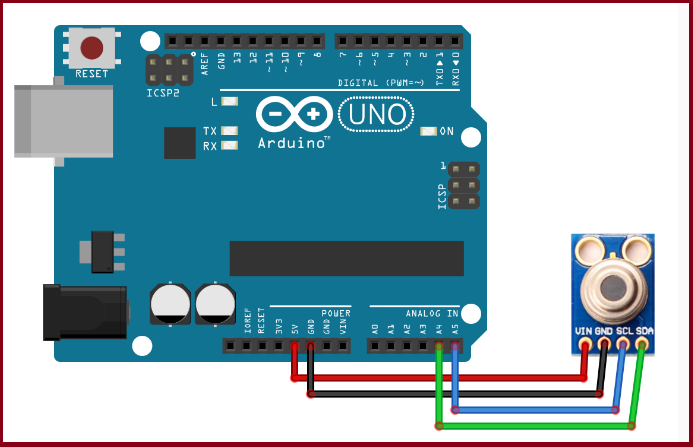 RESET
ICSP2
AREF
GND
13
12
~11
~10
~9
8
7
~6
~5
4
~3
2
TX0▶1
RX0◀0
DIGITAL (PWM=~)
L
TX
RX
UNO
Arduino™
ON
1
ICSP
POWER
ANALOG IN
IOREF
RESET
3V3
5V
GND
GND
VIN
A0
A1
A2
A3
A4
A5
VIN GND SCL SDA